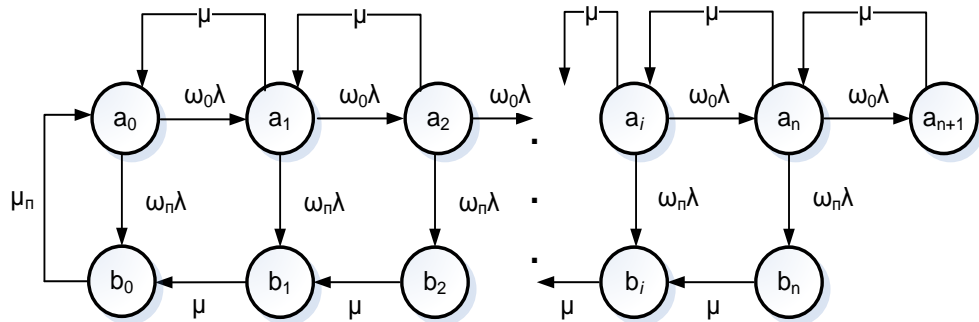 μ μ μ μ μ
a₀ ω₀λ a₁ ω₀λ a₂ ω₀λ aᵢ ω₀λ aₙ ω₀λ aₙ₊₁
μₙ ωₙλ ωₙλ ωₙλ ωₙλ ωₙλ
b₀ μ b₁ μ b₂ μ bᵢ μ bₙ